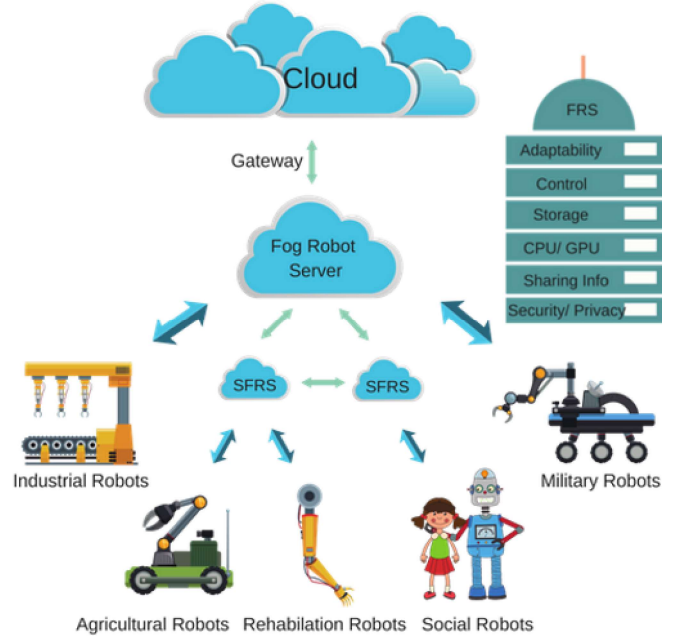 Cloud
Gateway
Fog Robot
Server
FRS
Adaptability
Control
Storage
CPU/ GPU
Sharing Info
Security/ Privacy
SFRS
SFRS
Industrial Robots
Military Robots
Agricultural Robots
Rehabilation Robots
Social Robots